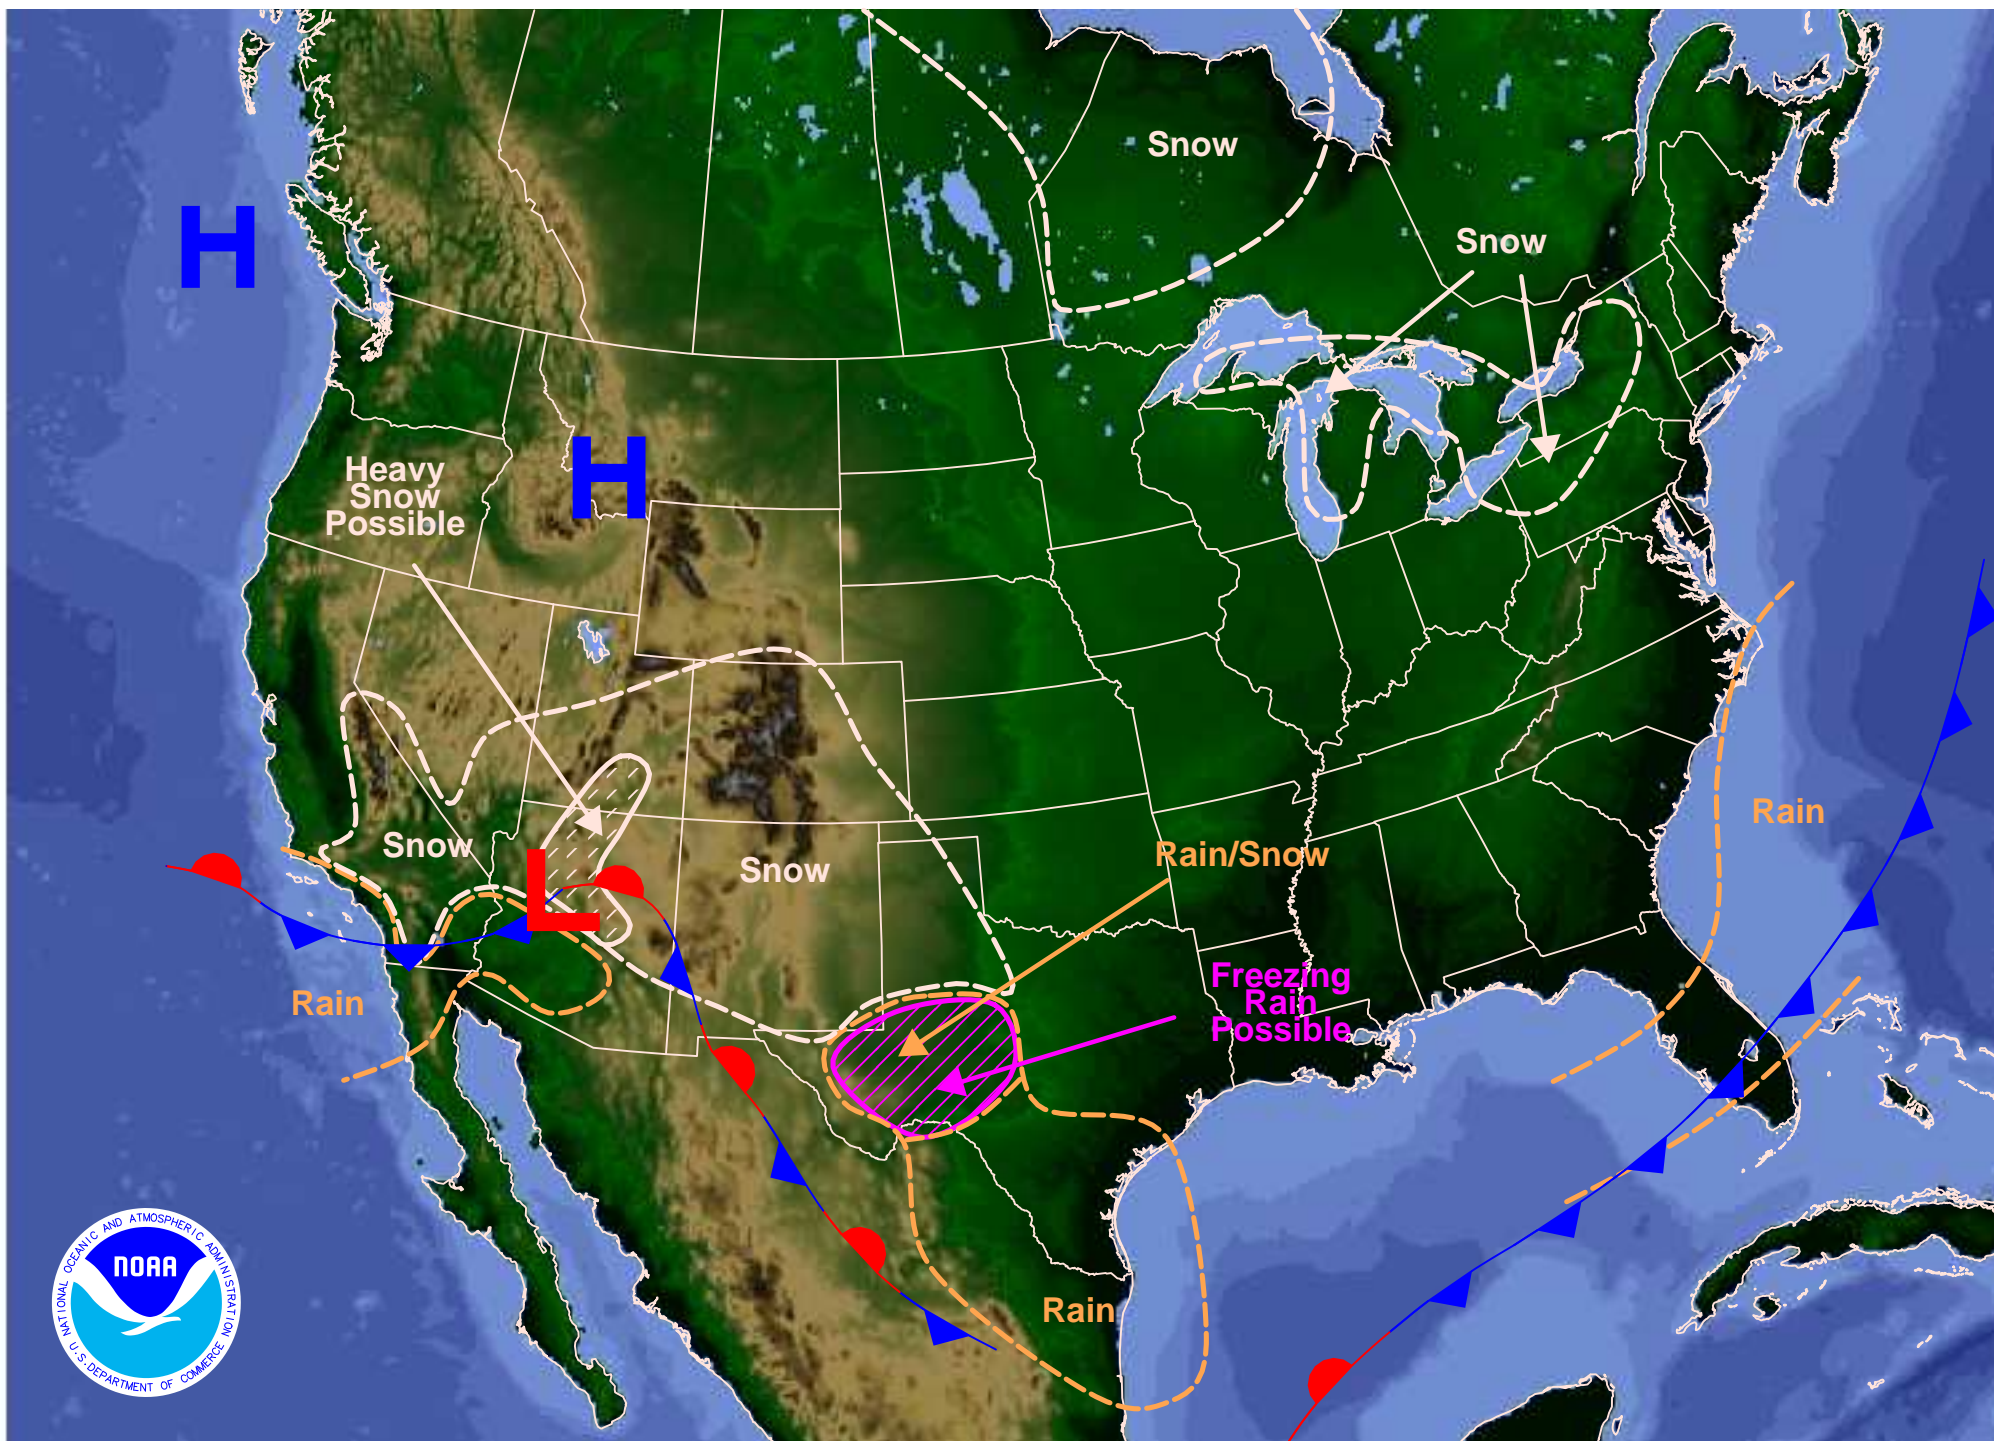 Snow
Snow
H
H
Heavy
Snow
Possible
Rain
Snow
Rain/Snow
Snow
L
Freezing
Rain
Possible
Rain
Rain
NATIONAL OCEANIC AND ATMOSPHERIC ADMINISTRATION
NOAA
U.S. DEPARTMENT OF COMMERCE